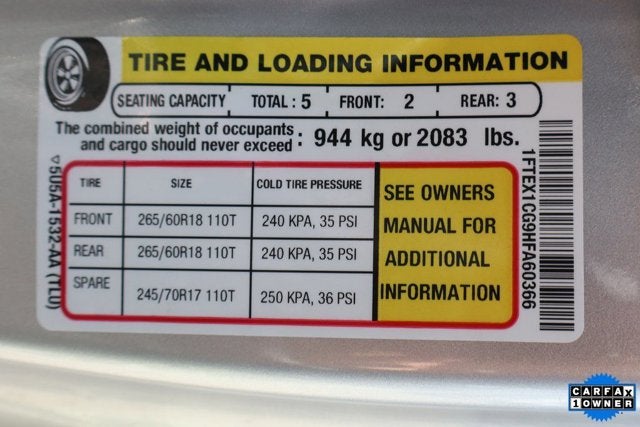 TIRE AND LOADING INFORMATION
SEATING CAPACITY TOTAL : 5 FRONT: 2 REAR: 3
The combined weight of occupants
and cargo should never exceed : 944 kg or 2083 lbs.
TIRE SIZE COLD TIRE PRESSURE
FRONT 265/60R18 110T 240 KPA, 35 PSI
REAR 265/60R18 110T 240 KPA, 35 PSI
SPARE 245/70R17 110T 250 KPA, 36 PSI
SEE OWNERS
MANUAL FOR
ADDITIONAL
INFORMATION
5U5A-1532-AA (TLU)
1FTEX1CG9HFA60366
CARFAX
1 OWNER